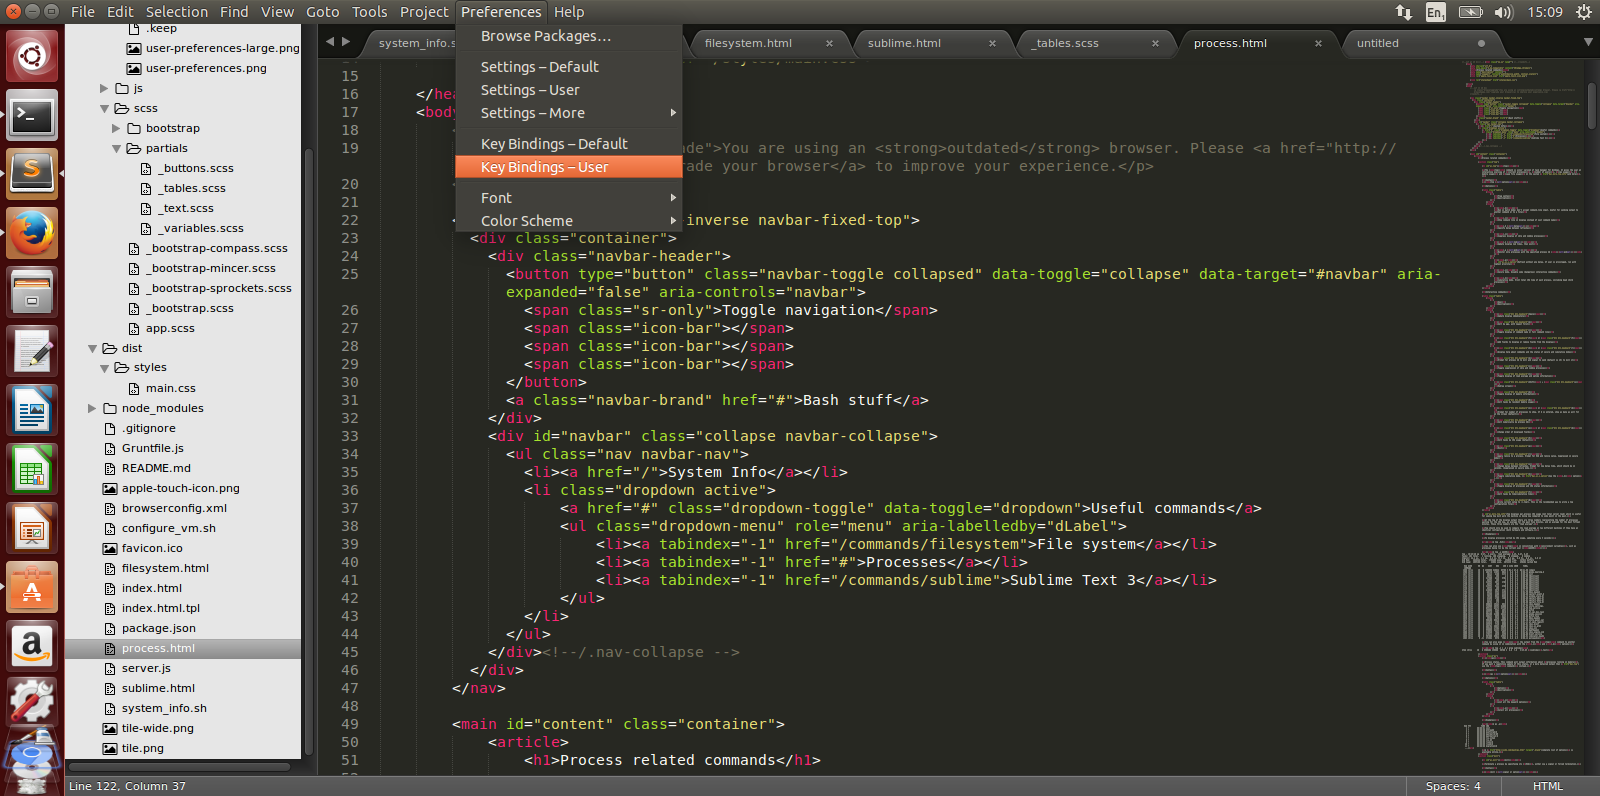 File Edit Selection Find View Goto Tools Project Preferences Help
En1 15:09
.keep
user-preferences-large.png
user-preferences.png
js
scss
bootstrap
partials
_buttons.scss
_tables.scss
_text.scss
_variables.scss
_bootstrap-compass.scss
_bootstrap-mincer.scss
_bootstrap-sprockets.scss
_bootstrap.scss
app.scss
dist
styles
main.css
node_modules
.gitignore
Gruntfile.js
README.md
apple-touch-icon.png
browserconfig.xml
configure_vm.sh
favicon.ico
filesystem.html
index.html
index.html.tpl
package.json
process.html
server.js
sublime.html
system_info.sh
tile-wide.png
tile.png
Browse Packages…
Settings – Default
Settings – User
Settings – More
Key Bindings – Default
Key Bindings – User
Font
Color Scheme
system_info.s filesystem.html sublime.html _tables.scss process.html untitled
15
16 </hea
17 <body
18
19 ade">You are using an <strong>outdated</strong> browser. Please <a href="http://
rade your browser</a> to improve your experience.</p>
20
21
22 < inverse navbar-fixed-top">
23 <div class="container">
24 <div class="navbar-header">
25 <button type="button" class="navbar-toggle collapsed" data-toggle="collapse" data-target="#navbar" aria-
expanded="false" aria-controls="navbar">
26 <span class="sr-only">Toggle navigation</span>
27 <span class="icon-bar"></span>
28 <span class="icon-bar"></span>
29 <span class="icon-bar"></span>
30 </button>
31 <a class="navbar-brand" href="#">Bash stuff</a>
32 </div>
33 <div id="navbar" class="collapse navbar-collapse">
34 <ul class="nav navbar-nav">
35 <li><a href="/">System Info</a></li>
36 <li class="dropdown active">
37 <a href="#" class="dropdown-toggle" data-toggle="dropdown">Useful commands</a>
38 <ul class="dropdown-menu" role="menu" aria-labelledby="dLabel">
39 <li><a tabindex="-1" href="/commands/filesystem">File system</a></li>
40 <li><a tabindex="-1" href="#">Processes</a></li>
41 <li><a tabindex="-1" href="/commands/sublime">Sublime Text 3</a></li>
42 </ul>
43 </li>
44 </ul>
45 </div><!--/.nav-collapse -->
46 </div>
47 </nav>
48
49 <main id="content" class="container">
50 <article>
51 <h1>Process related commands</h1>
Line 122, Column 37
Spaces: 4 HTML